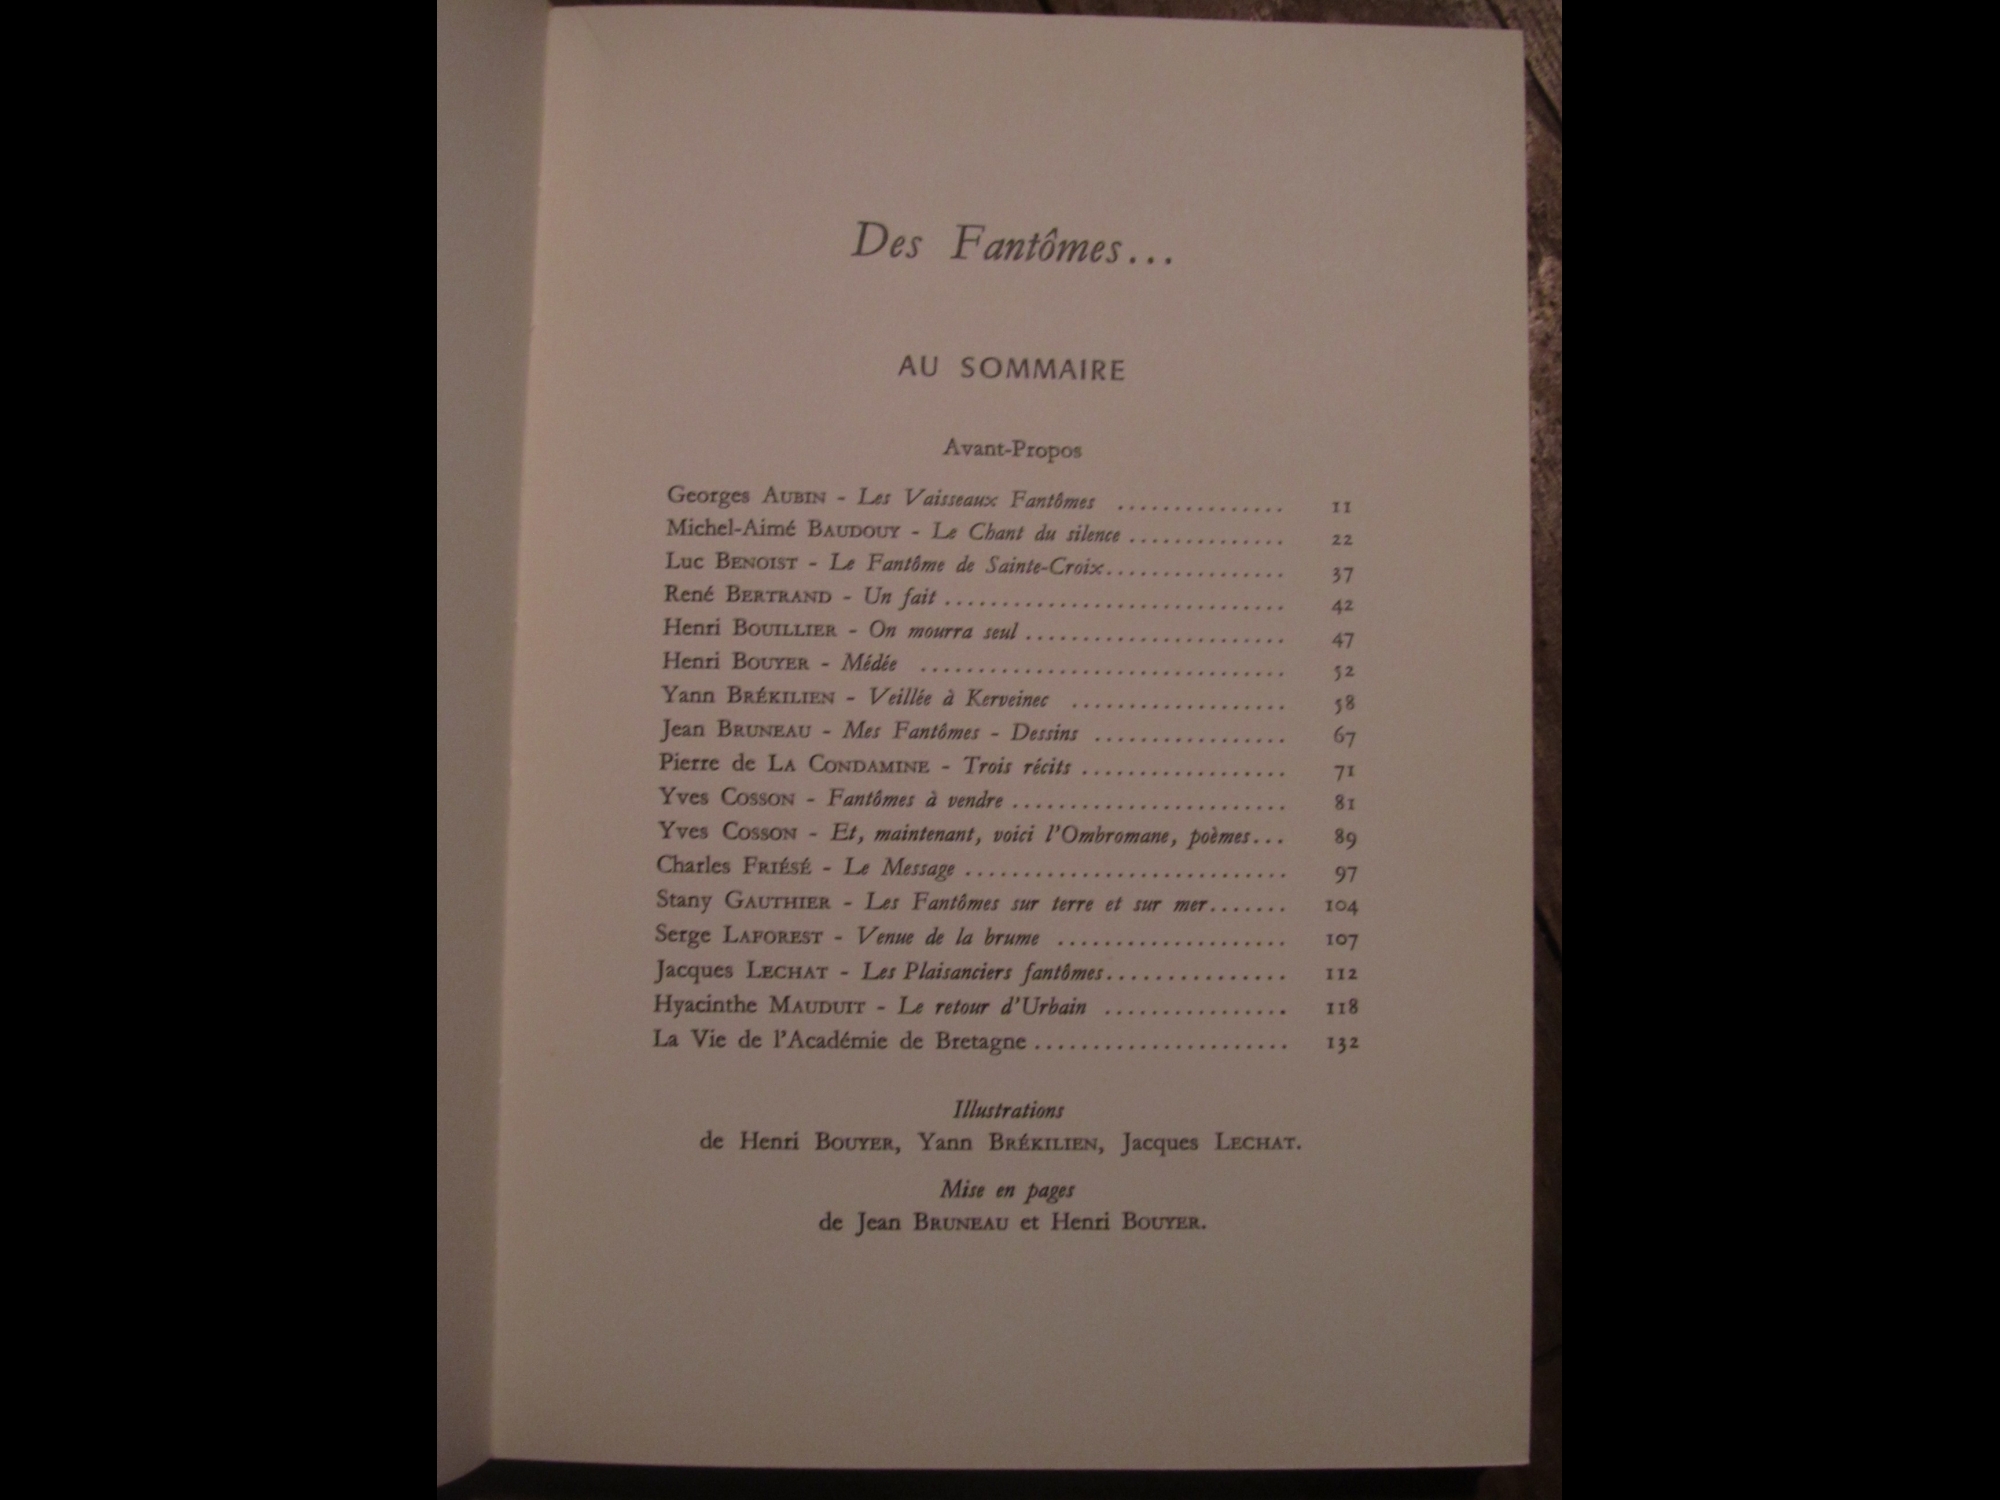 Des Fantômes...
AU SOMMAIRE
Avant-Propos
Georges AUBIN - Les Vaisseaux Fantômes ............... 11
Michel-Aimé BAUDOUY - Le Chant du silence .............. 22
Luc BENOIST - Le Fantôme de Sainte-Croix................ 37
René BERTRAND - Un fait .............................. 42
Henri BOUILLIER - On mourra seul ....................... 47
Henri BOUYER - Médée ................................ 52
Yann BRÉKILIEN - Veillée à Kerveinec ................... 58
Jean BRUNEAU - Mes Fantômes - Dessins ................. 67
Pierre de LA CONDAMINE - Trois récits .................. 71
Yves COSSON - Fantômes à vendre ........................ 81
Yves COSSON - Et, maintenant, voici l'Ombromane, poèmes... 89
Charles FRIÉSÉ - Le Message ............................ 97
Stany GAUTHIER - Les Fantômes sur terre et sur mer....... 104
Serge LAFOREST - Venue de la brume .................... 107
Jacques LECHAT - Les Plaisanciers fantômes................ 112
Hyacinthe MAUDUIT - Le retour d'Urbain ................ 118
La Vie de l'Académie de Bretagne ...................... 132
Illustrations
de Henri BOUYER, Yann BRÉKILIEN, Jacques LECHAT.
Mise en pages
de Jean BRUNEAU et Henri BOUYER.